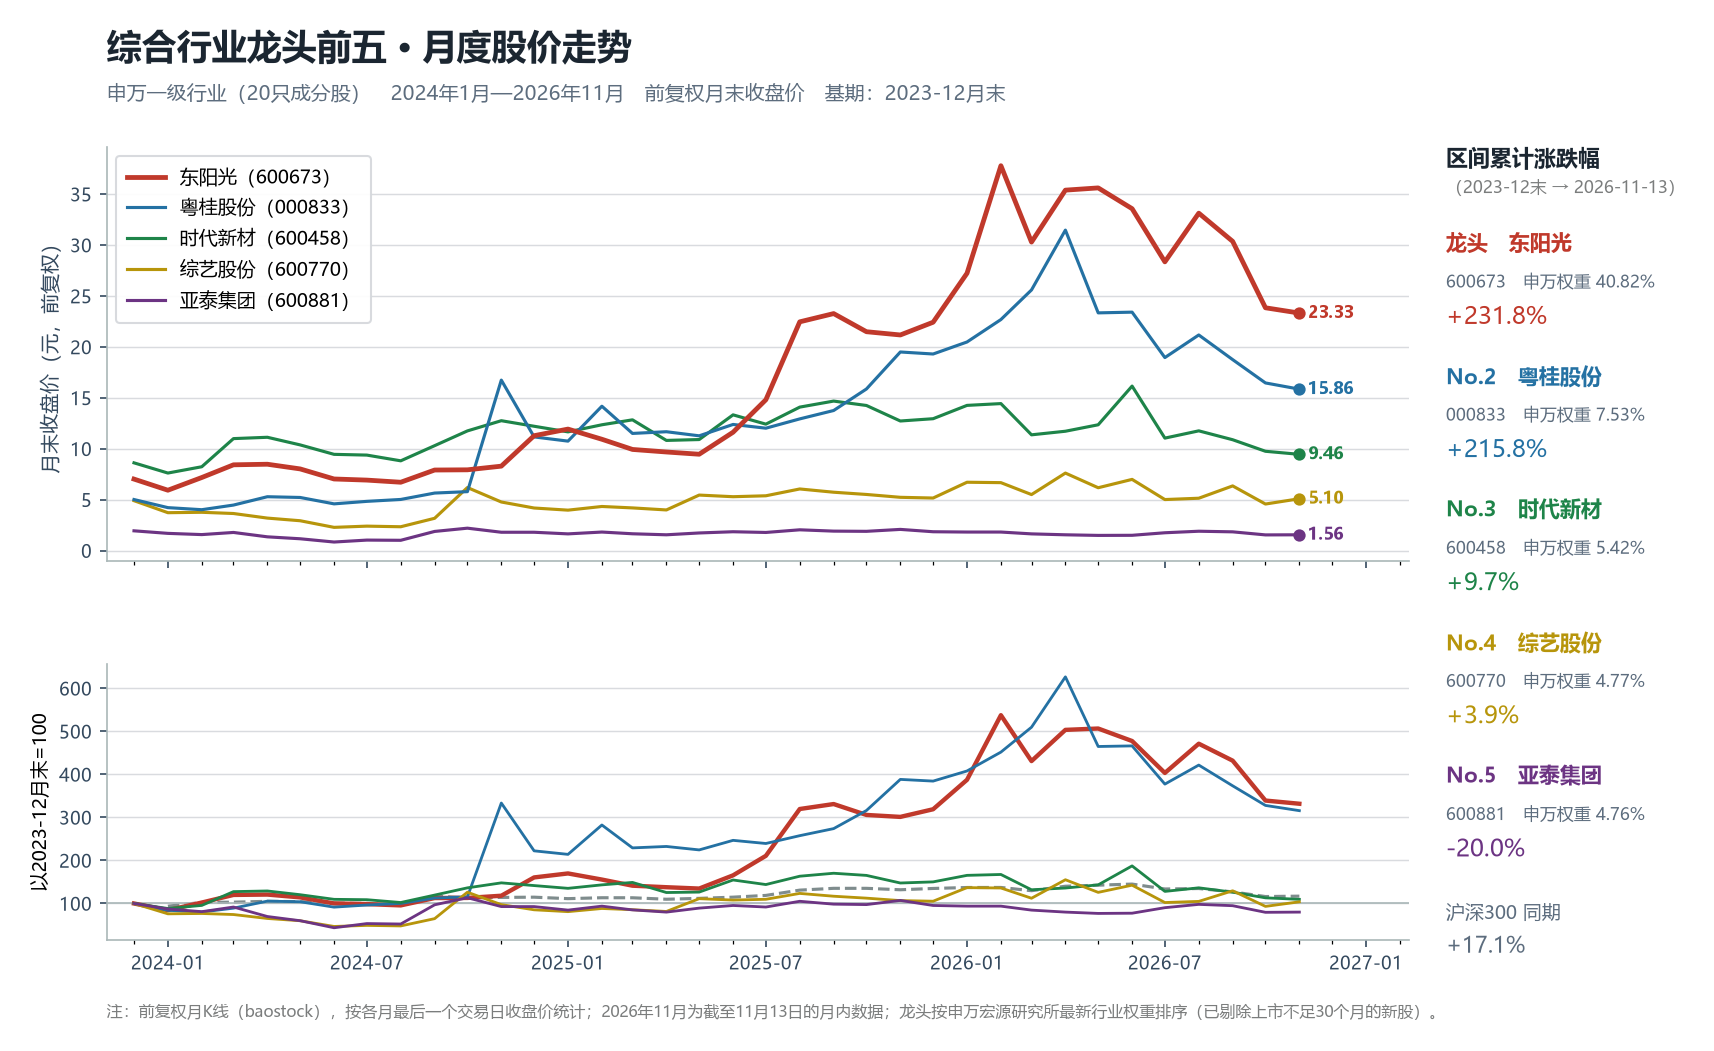 综合行业龙头前五·月度股价走势
申万一级行业（20只成分股） 2024年1月—2026年11月 前复权月末收盘价 基期：2023-12月末
月末收盘价（元，前复权）
35
30
25
20
15
10
5
0
东阳光（600673）
粤桂股份（000833）
时代新材（600458）
综艺股份（600770）
亚泰集团（600881）
23.33
15.86
9.46
5.10
1.56
以2023-12月末=100
600
500
400
300
200
100
2024-01 2024-07 2025-01 2025-07 2026-01 2026-07 2027-01
区间累计涨跌幅
（2023-12末 → 2026-11-13）
龙头 东阳光
600673 申万权重 40.82%
+231.8%
No.2 粤桂股份
000833 申万权重 7.53%
+215.8%
No.3 时代新材
600458 申万权重 5.42%
+9.7%
No.4 综艺股份
600770 申万权重 4.77%
+3.9%
No.5 亚泰集团
600881 申万权重 4.76%
-20.0%
沪深300 同期
+17.1%
注：前复权月K线（baostock），按各月最后一个交易日收盘价统计；2026年11月为截至11月13日的月内数据；龙头按申万宏源研究所最新行业权重排序（已剔除上市不足30个月的新股）。